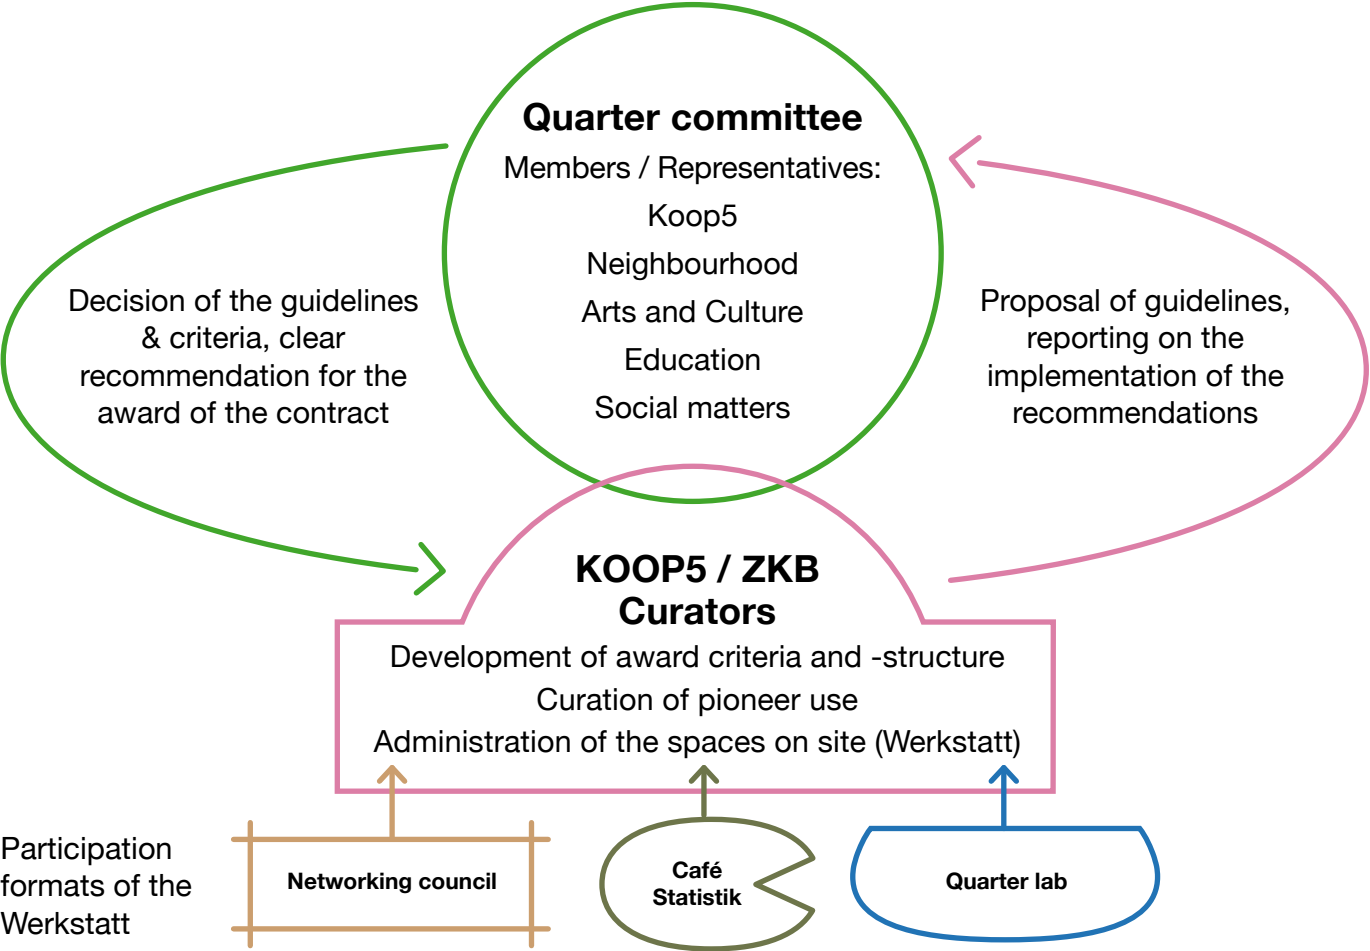 Quarter committee
Members / Representatives:
Koop5
Neighbourhood
Arts and Culture
Education
Social matters
Decision of the guidelines
& criteria, clear
recommendation for the
award of the contract
Proposal of guidelines,
reporting on the
implementation of the
recommendations
KOOP5 / ZKB
Curators
Development of award criteria and -structure
Curation of pioneer use
Administration of the spaces on site (Werkstatt)
Participation
formats of the
Werkstatt
Networking council
Café
Statistik
Quarter lab